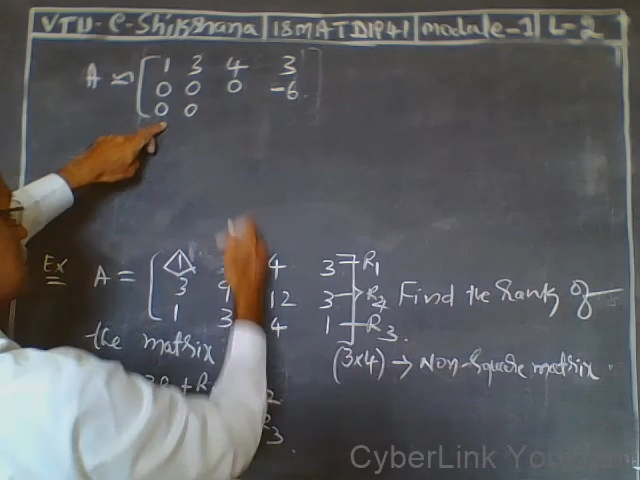 VTU-e-Shikshana 18MATDIP41 module-1 L-2
A ≈ [ 1 3 4 3
0 0 0 -6
0 0
Ex A = [ 1 4 3 ] R1
3 9 12 3 R2 Find the Rank of
1 3 4 1 R3.
the matrix (3x4) → Non-Square matrix.
CyberLink